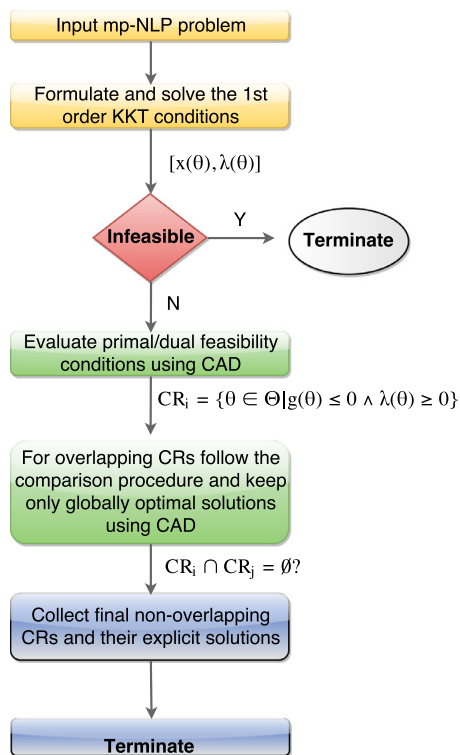 Input mp-NLP problem
Formulate and solve the 1st
order KKT conditions
[x(θ),λ(θ)]
Infeasible
Y
Terminate
N
Evaluate primal/dual feasibility
conditions using CAD
CRᵢ = {θ ∈ Θ|g(θ) ≤ 0 ∧ λ(θ) ≥ 0}
For overlapping CRs follow the
comparison procedure and keep
only globally optimal solutions
using CAD
CRᵢ ∩ CRⱼ = Ø?
Collect final non-overlapping
CRs and their explicit solutions
Terminate